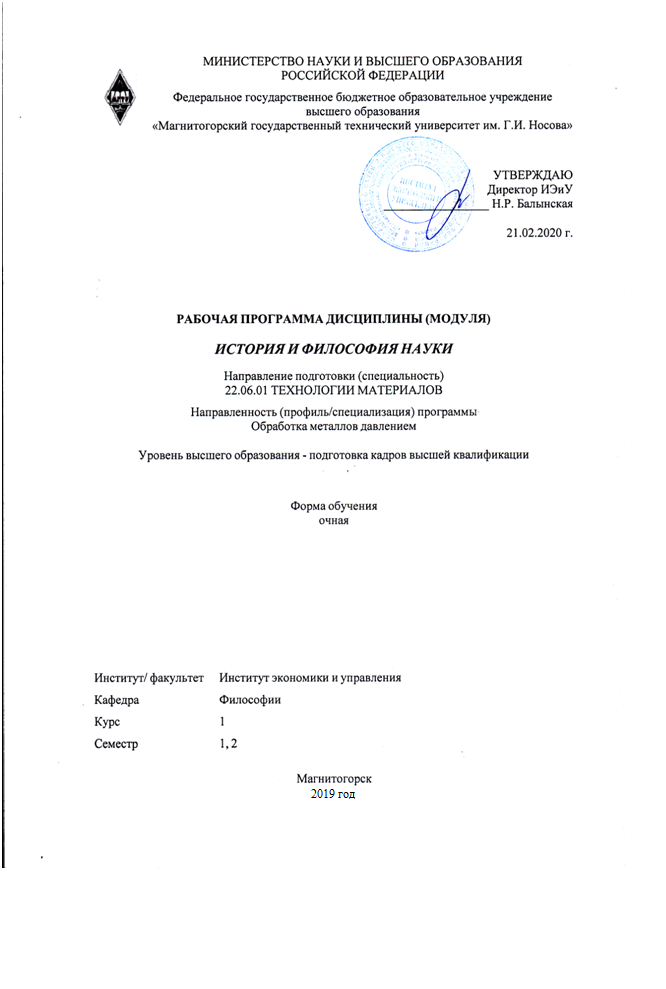 МИНИСТЕРСТВО НАУКИ И ВЫСШЕГО ОБРАЗОВАНИЯ
РОССИЙСКОЙ ФЕДЕРАЦИИ
Федеральное государственное бюджетное образовательное учреждение
высшего образования
«Магнитогорский государственный технический университет им. Г.И. Носова»
УТВЕРЖДАЮ
Директор ИЭиУ
Н.Р. Балынская
21.02.2020 г.
РАБОЧАЯ ПРОГРАММА ДИСЦИПЛИНЫ (МОДУЛЯ)
ИСТОРИЯ И ФИЛОСОФИЯ НАУКИ
Направление подготовки (специальность)
22.06.01 ТЕХНОЛОГИИ МАТЕРИАЛОВ
Направленность (профиль/специализация) программы
Обработка металлов давлением
Уровень высшего образования - подготовка кадров высшей квалификации
Форма обучения
очная
Институт/ факультет Институт экономики и управления
Кафедра Философии
Курс 1
Семестр 1, 2
Магнитогорск
2019 год